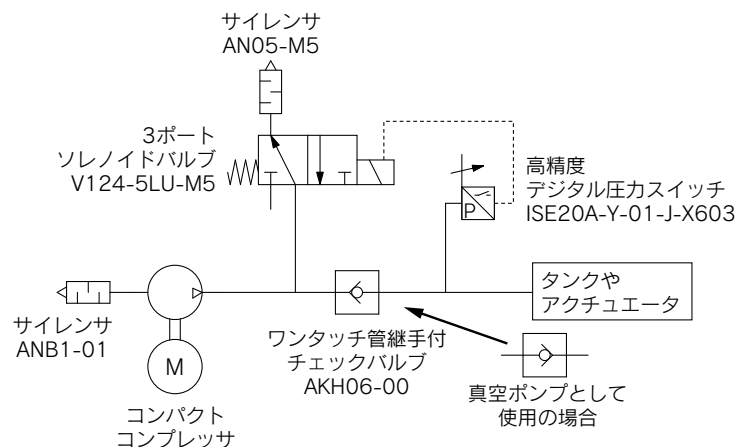 サイレンサ
AN05-M5
3ポート
ソレノイドバルブ
V124-5LU-M5
高精度
デジタル圧力スイッチ
ISE20A-Y-01-J-X603
P
タンクや
アクチュエータ
サイレンサ
ANB1-01
M
コンパクト
コンプレッサ
ワンタッチ管継手付
チェックバルブ
AKH06-00
真空ポンプとして
使用の場合